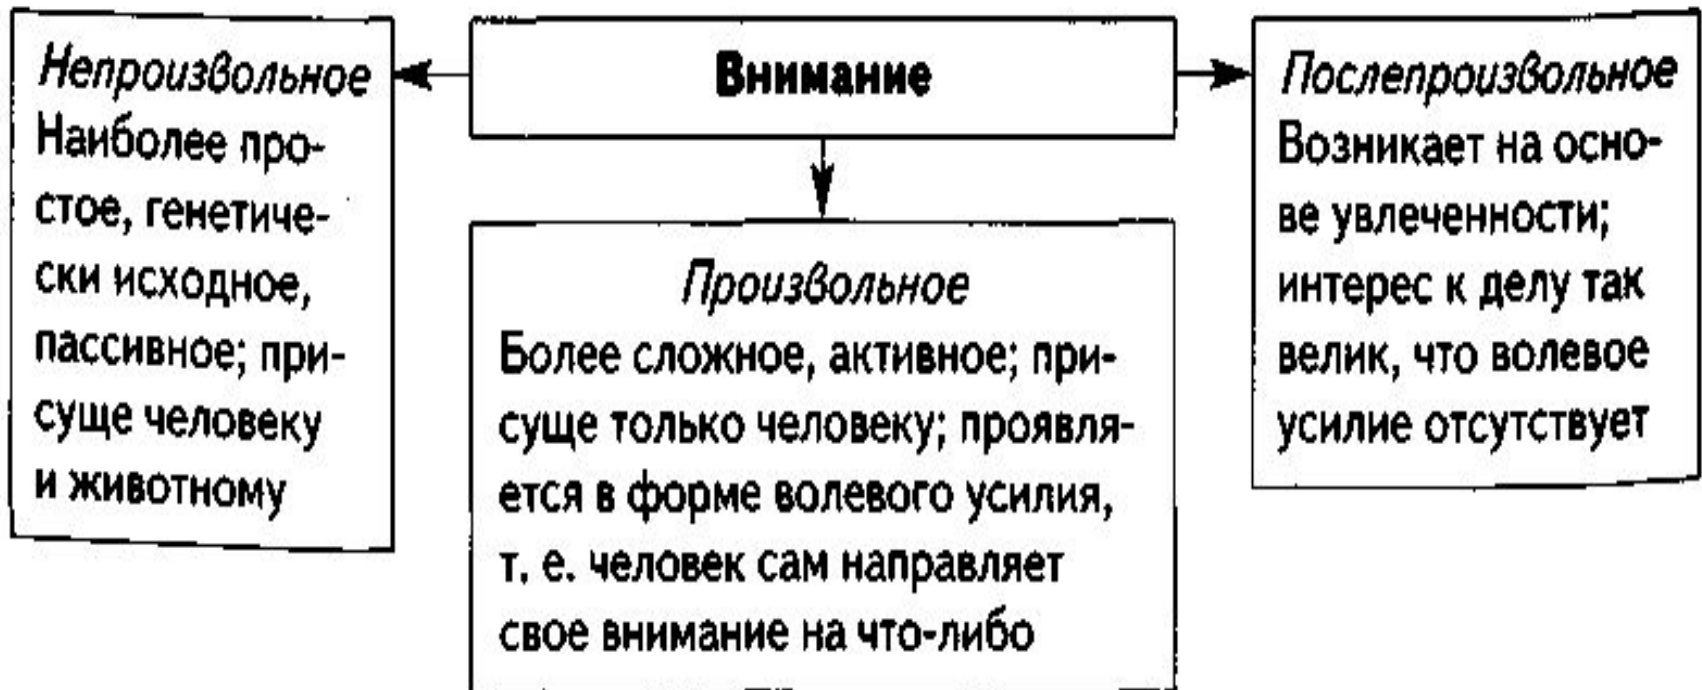 Внимание
Непроизвольное
Наиболее про-
стое, генетиче-
ски исходное,
пассивное; при-
суще человеку
и животному
Произвольное
Более сложное, активное; при-
суще только человеку; проявля-
ется в форме волевого усилия,
т. е. человек сам направляет
свое внимание на что-либо
Послепроизвольное
Возникает на осно-
ве увлеченности;
интерес к делу так
велик, что волевое
усилие отсутствует